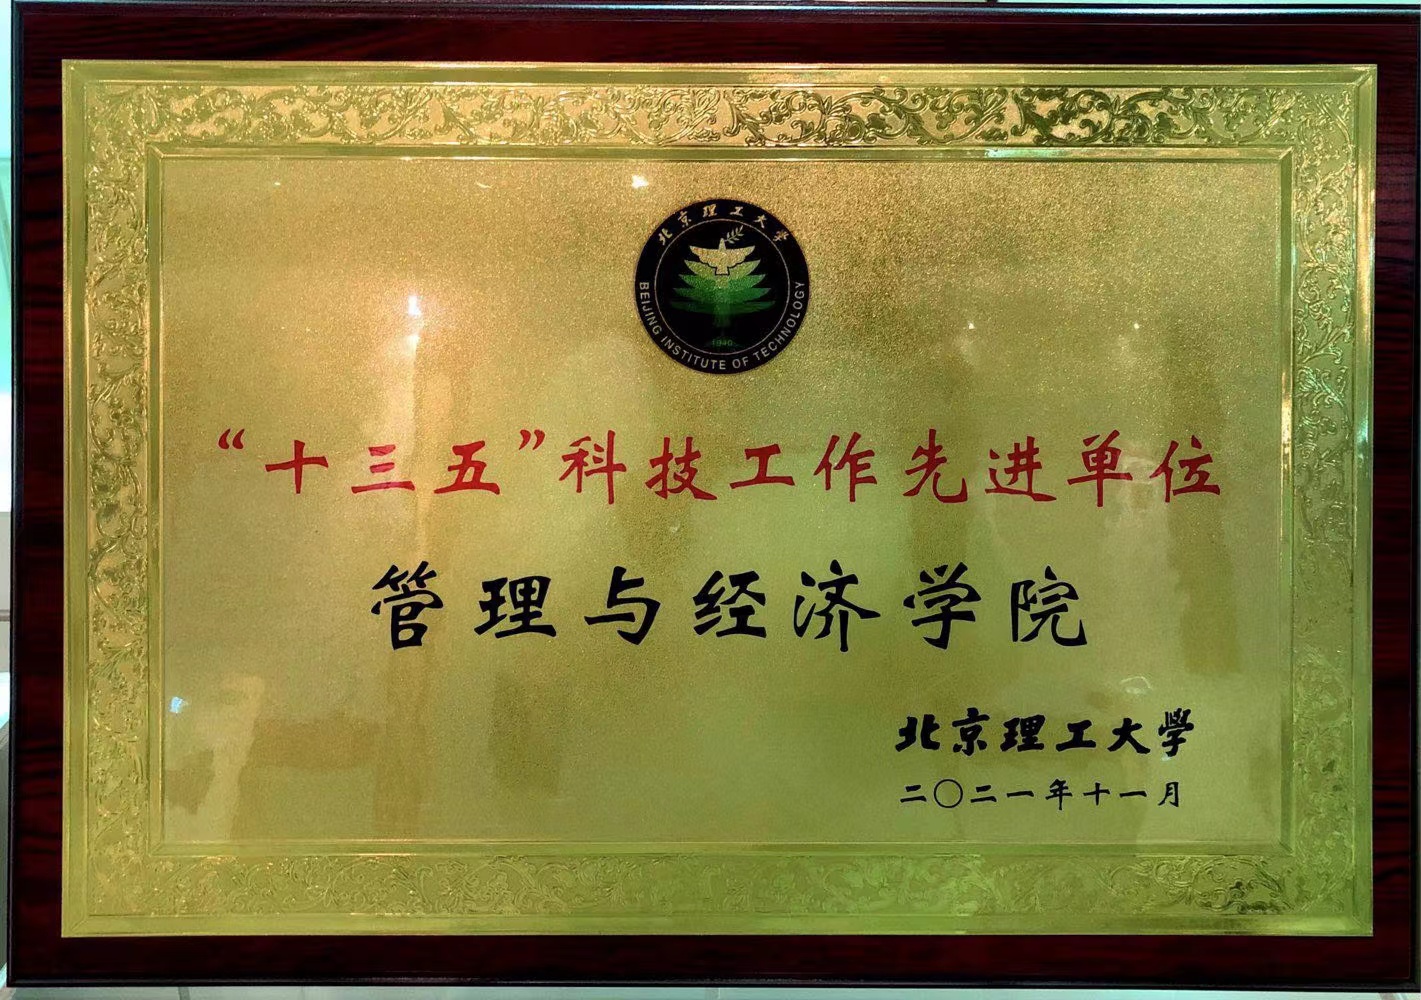 北京理工大学
BEIJING INSTITUTE OF TECHNOLOGY
1940
“十三五”科技工作先进单位
管理与经济学院
北京理工大學
二〇二一年十一月